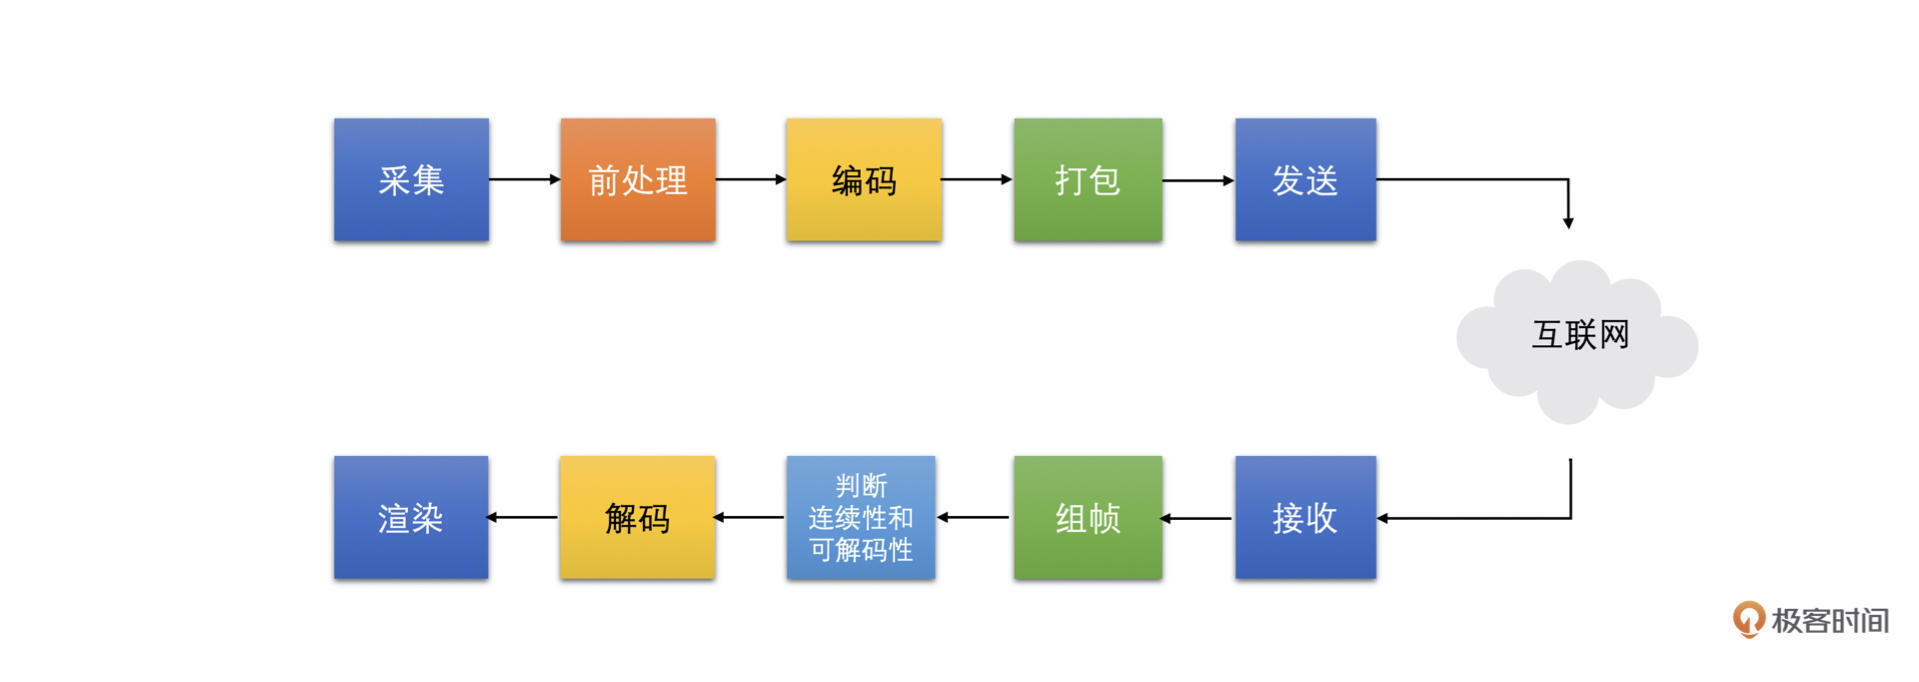 采集
前处理
编码
打包
发送
互联网
渲染
解码
判断
连续性和
可解码性
组帧
接收
极客时间